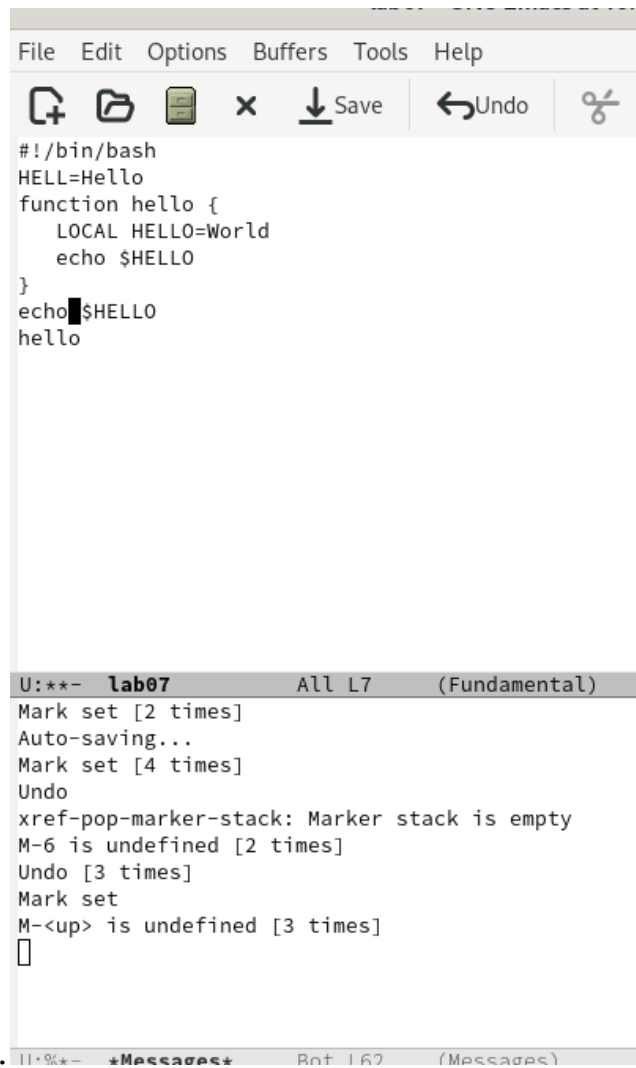 File Edit Options Buffers Tools Help
Save Undo
#!/bin/bash
HELL=Hello
function hello {
   LOCAL HELLO=World
   echo $HELLO
}
echo $HELLO
hello
U:**-  lab07          All L7     (Fundamental)
Mark set [2 times]
Auto-saving...
Mark set [4 times]
Undo
xref-pop-marker-stack: Marker stack is empty
M-6 is undefined [2 times]
Undo [3 times]
Mark set
M-<up> is undefined [3 times]
U:%*-  *Messages*     Bot L62    (Messages)